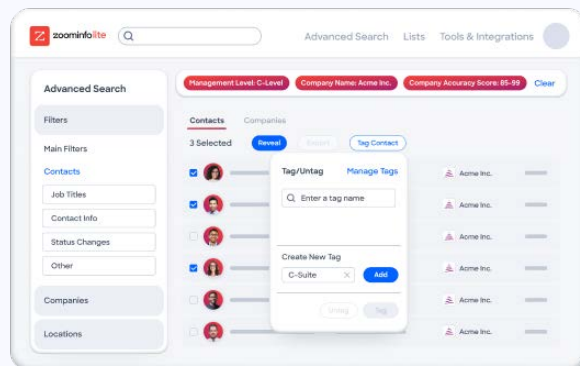 zoominfolite
Advanced Search Lists Tools & Integrations
Advanced Search
Management Level: C-Level Company Name: Acme Inc. Company Accuracy Score: 85-99 Clear
Filters
Contacts Companies
Main Filters
3 Selected Reveal Export Tag Contact
Contacts
Tag/Untag Manage Tags
Job Titles
Enter a tag name
Contact Info
Status Changes
Other
Create New Tag
C-Suite Add
Companies
Untag Tag
Locations
Acme Inc.
Acme Inc.
Acme Inc.
Acme Inc.
Acme Inc.
Acme Inc.